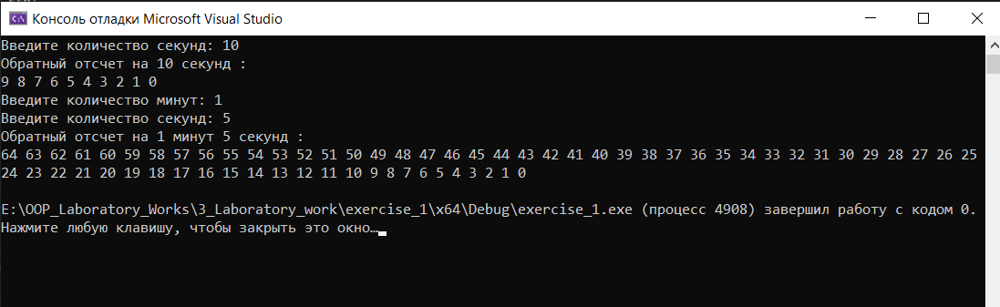 Консоль отладки Microsoft Visual Studio
Введите количество секунд: 10
Обратный отсчет на 10 секунд :
9 8 7 6 5 4 3 2 1 0
Введите количество минут: 1
Введите количество секунд: 5
Обратный отсчет на 1 минут 5 секунд :
64 63 62 61 60 59 58 57 56 55 54 53 52 51 50 49 48 47 46 45 44 43 42 41 40 39 38 37 36 35 34 33 32 31 30 29 28 27 26 25
24 23 22 21 20 19 18 17 16 15 14 13 12 11 10 9 8 7 6 5 4 3 2 1 0
E:\OOP_Laboratory_Works\3_Laboratory_work\exercise_1\x64\Debug\exercise_1.exe (процесс 4908) завершил работу с кодом 0.
Нажмите любую клавишу, чтобы закрыть это окно…